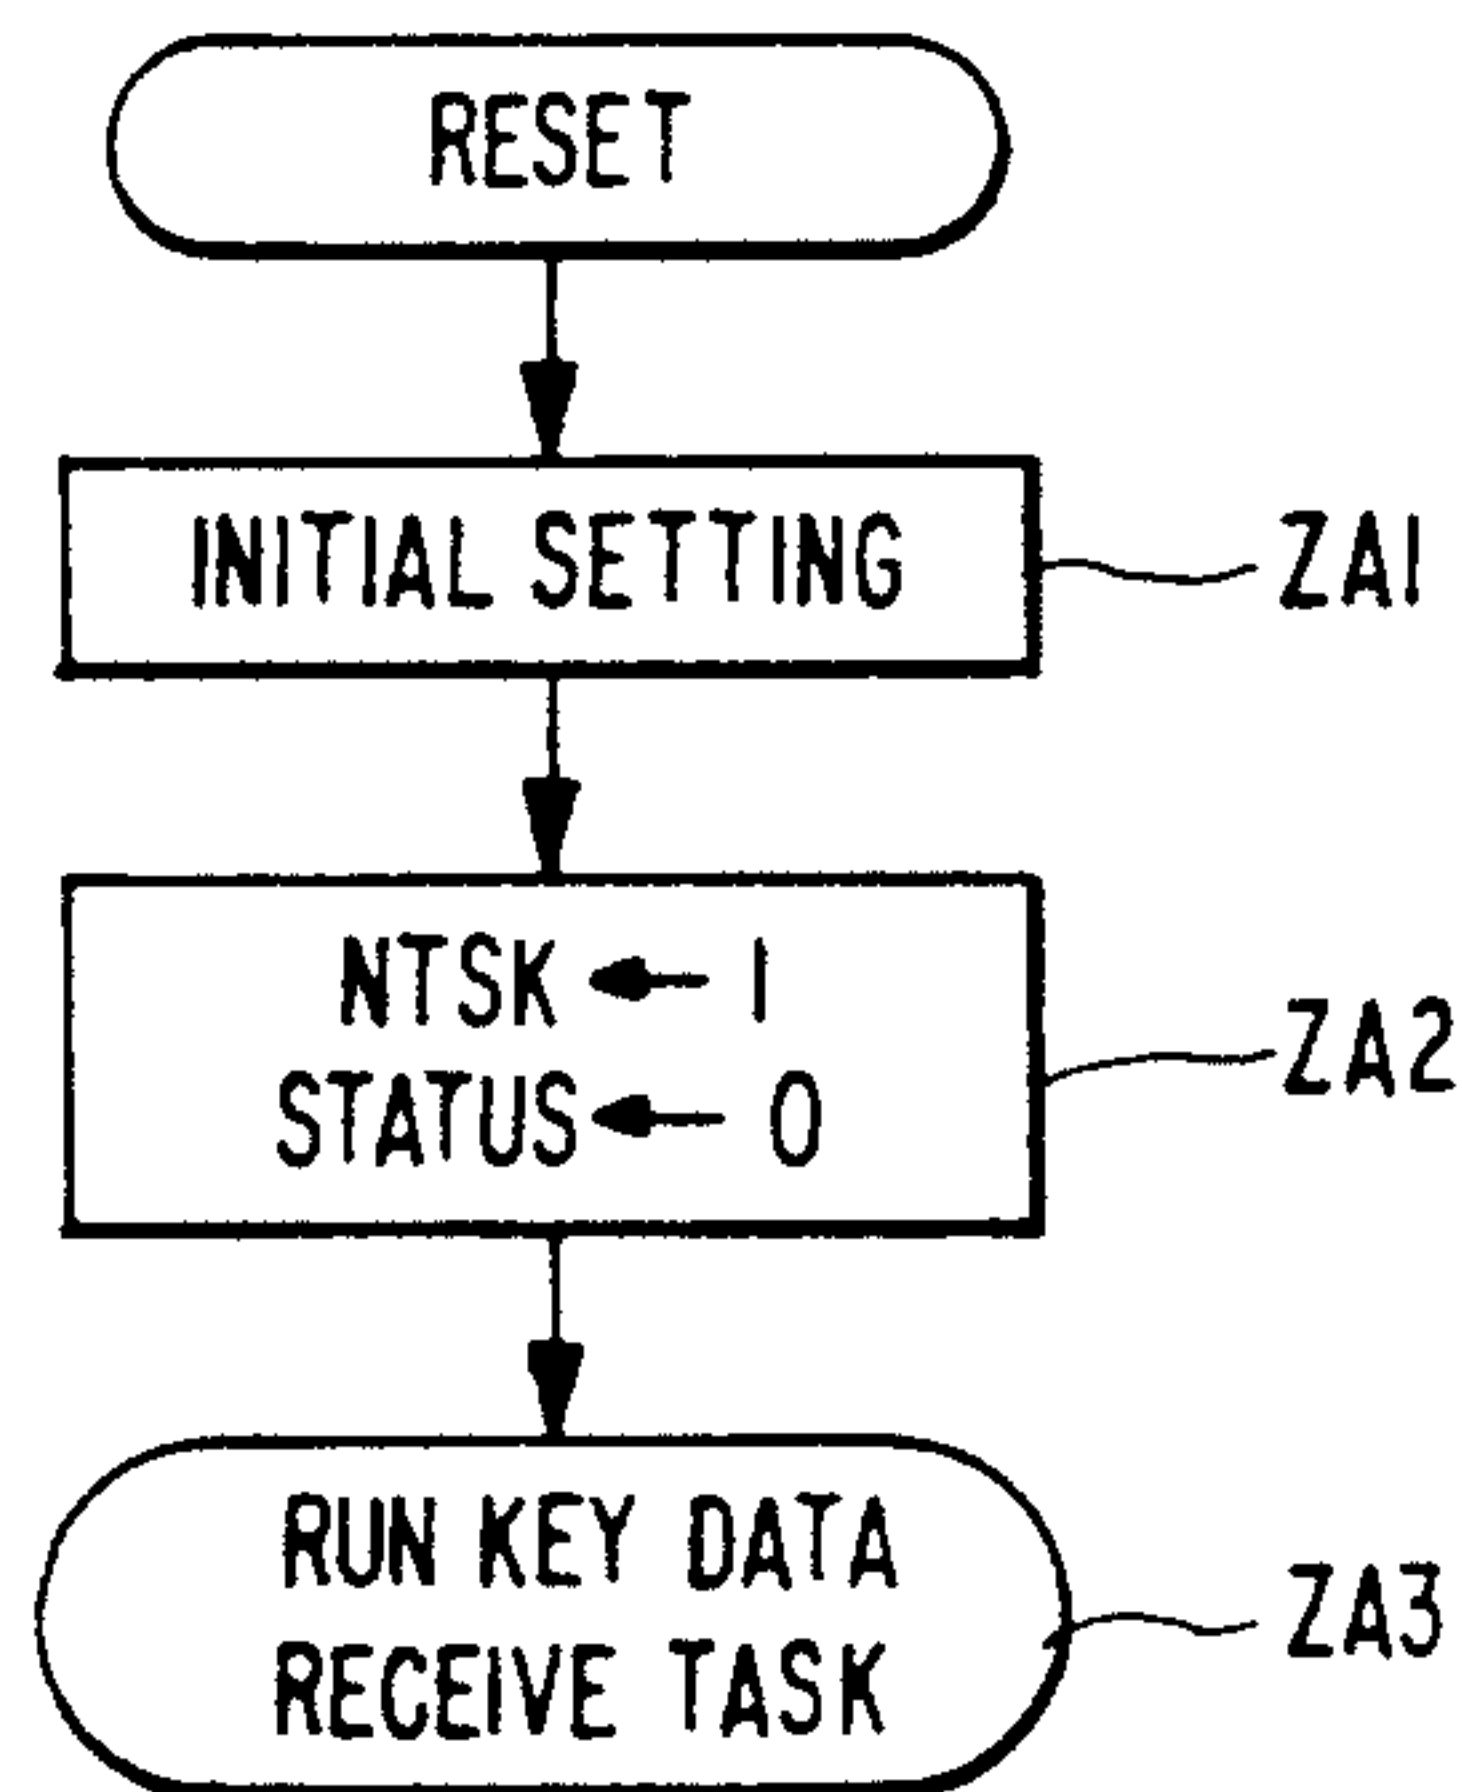 RESET
INITIAL SETTING
ZA1
NTSK ← 1
STATUS ← 0
ZA2
RUN KEY DATA
RECEIVE TASK
ZA3